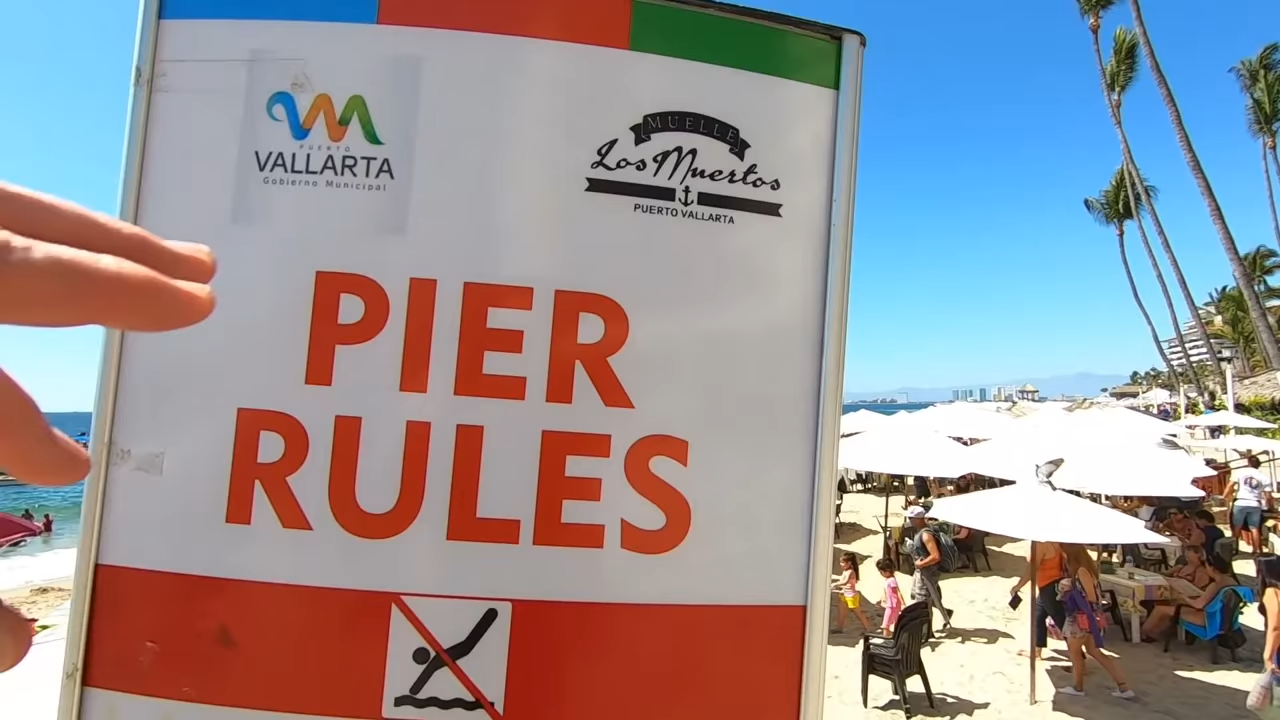 PUERTO
VALLARTA
Gobierno Municipal
MUELLE
Los Muertos
PUERTO VALLARTA
PIER
RULES